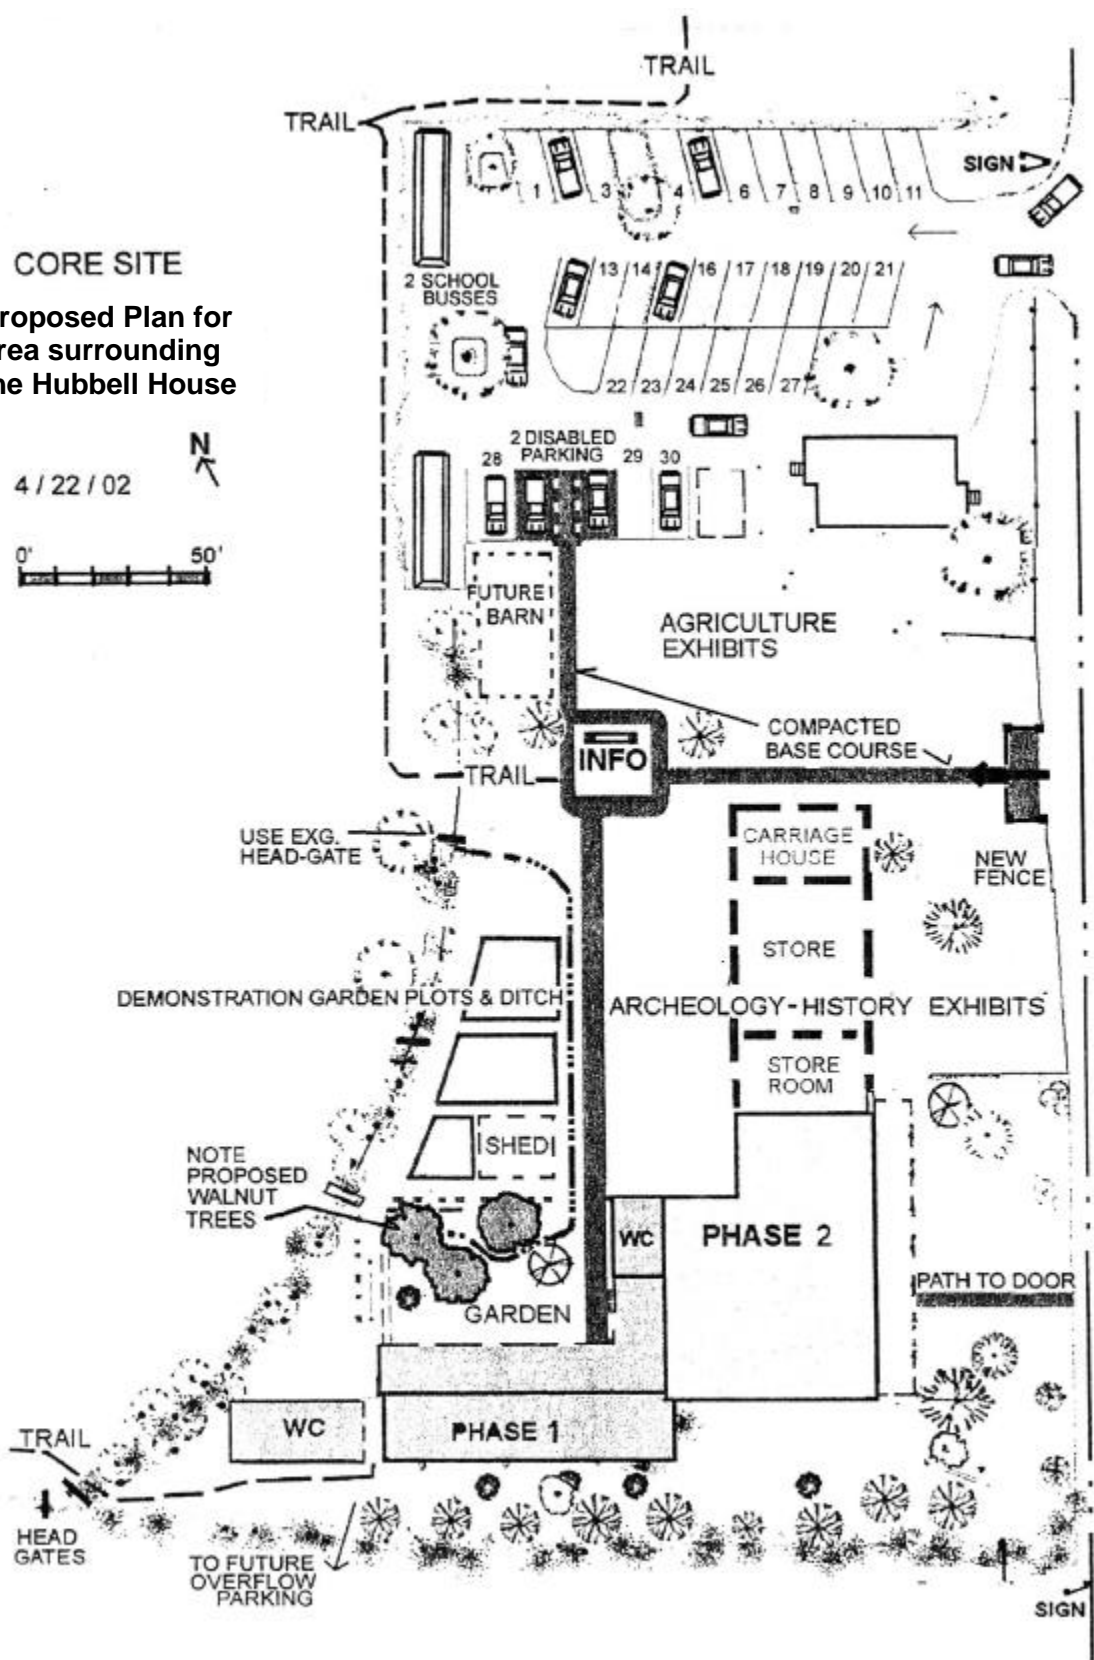 TRAIL
TRAIL
SIGN
1 3 4 6 7 8 9 10 11
CORE SITE
roposed Plan for
rea surrounding
ne Hubbell House
2 SCHOOL
BUSSES
13 14 16 17 18 19 20 21
22 23 24 25 26 27
N
4 / 22 / 02
0' 50'
2 DISABLED
PARKING
28 29 30
FUTURE
BARN
AGRICULTURE
EXHIBITS
COMPACTED
BASE COURSE
INFO
TRAIL
USE EXG.
HEAD-GATE
CARRIAGE
HOUSE
NEW
FENCE
STORE
DEMONSTRATION GARDEN PLOTS & DITCH
ARCHEOLOGY-HISTORY EXHIBITS
STORE
ROOM
SHED
NOTE
PROPOSED
WALNUT
TREES
WC
PHASE 2
PATH TO DOOR
GARDEN
WC
PHASE 1
TRAIL
HEAD
GATES
TO FUTURE
OVERFLOW
PARKING
SIGN